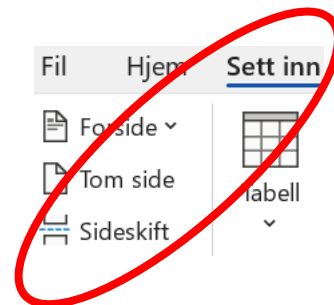 Fil Hjem Sett inn
Forside
Tom side
Sideskift
Tabell